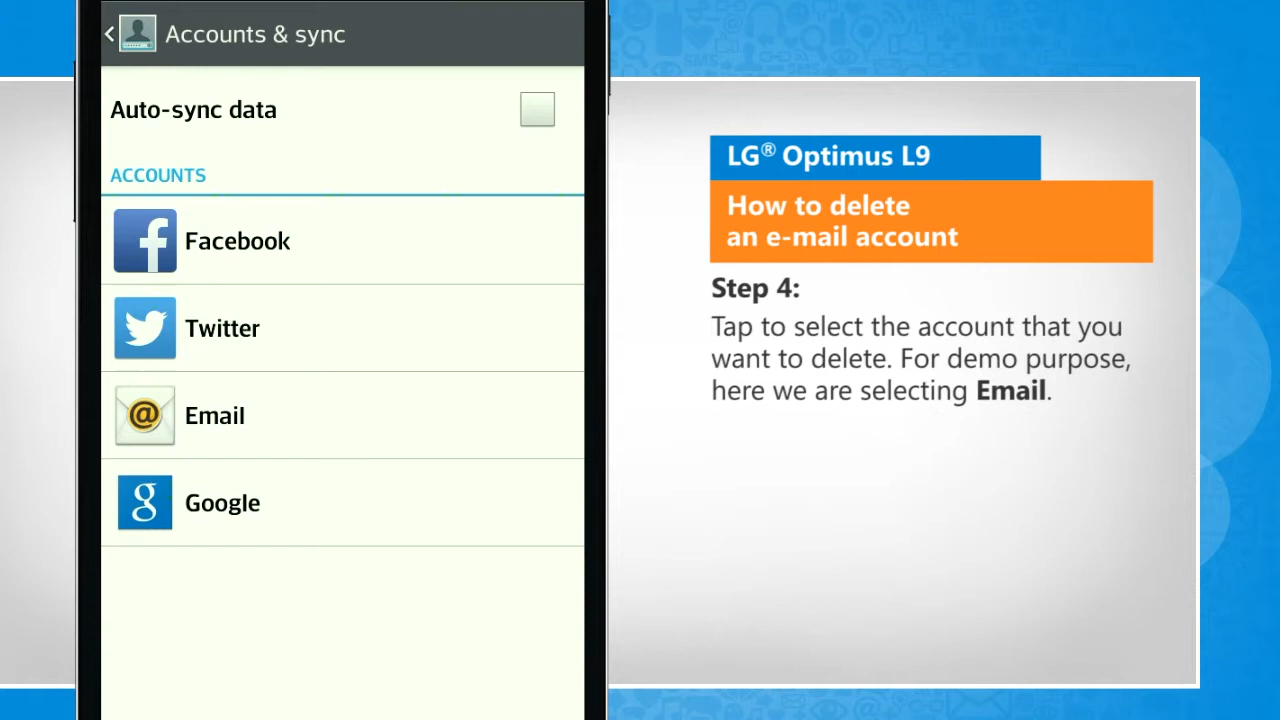 Accounts & sync
Auto-sync data
ACCOUNTS
Facebook
Twitter
Email
Google
LG® Optimus L9
How to delete
an e-mail account
Step 4:
Tap to select the account that you
want to delete. For demo purpose,
here we are selecting Email.